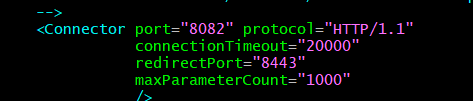 -->
<Connector port="8082" protocol="HTTP/1.1"
connectionTimeout="20000"
redirectPort="8443"
maxParameterCount="1000"
/>